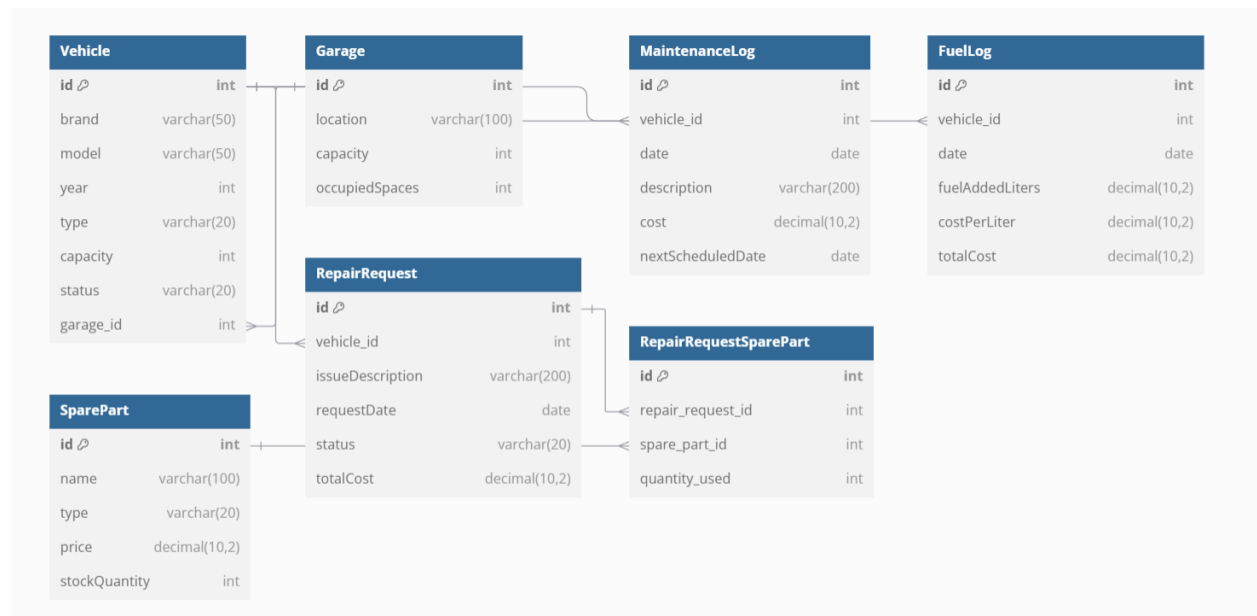 Vehicle
id int
brand varchar(50)
model varchar(50)
year int
type varchar(20)
capacity int
status varchar(20)
garage_id int
Garage
id int
location varchar(100)
capacity int
occupiedSpaces int
MaintenanceLog
id int
vehicle_id int
date date
description varchar(200)
cost decimal(10,2)
nextScheduledDate date
FuelLog
id int
vehicle_id int
date date
fuelAddedLiters decimal(10,2)
costPerLiter decimal(10,2)
totalCost decimal(10,2)
RepairRequest
id int
vehicle_id int
issueDescription varchar(200)
requestDate date
status varchar(20)
totalCost decimal(10,2)
RepairRequestSparePart
id int
repair_request_id int
spare_part_id int
quantity_used int
SparePart
id int
name varchar(100)
type varchar(20)
price decimal(10,2)
stockQuantity int